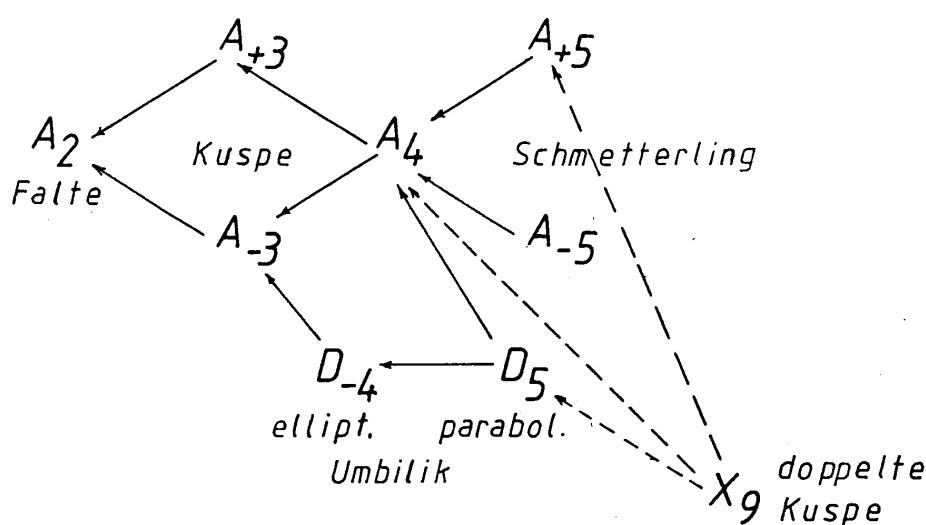 A+3 A+5
A2 Kuspe A4 Schmetterling
Falte
A-3 A-5
D-4 D5
ellipt. parabol.
Umbilik
X9 doppelte
Kuspe